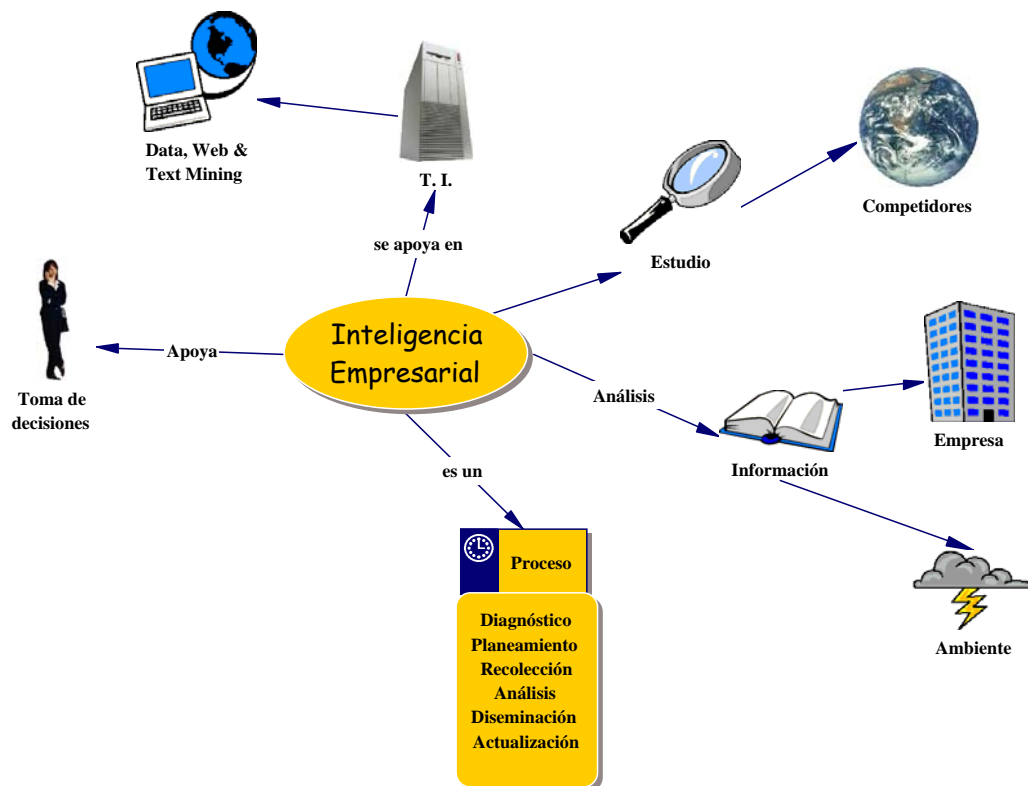 Data, Web &
Text Mining
T. I.
Competidores
se apoya en
Estudio
Inteligencia
Empresarial
Apoya
Toma de
decisiones
Análisis
Empresa
Información
es un
Proceso
Diagnóstico
Planeamiento
Recolección
Análisis
Diseminación
Actualización
Ambiente